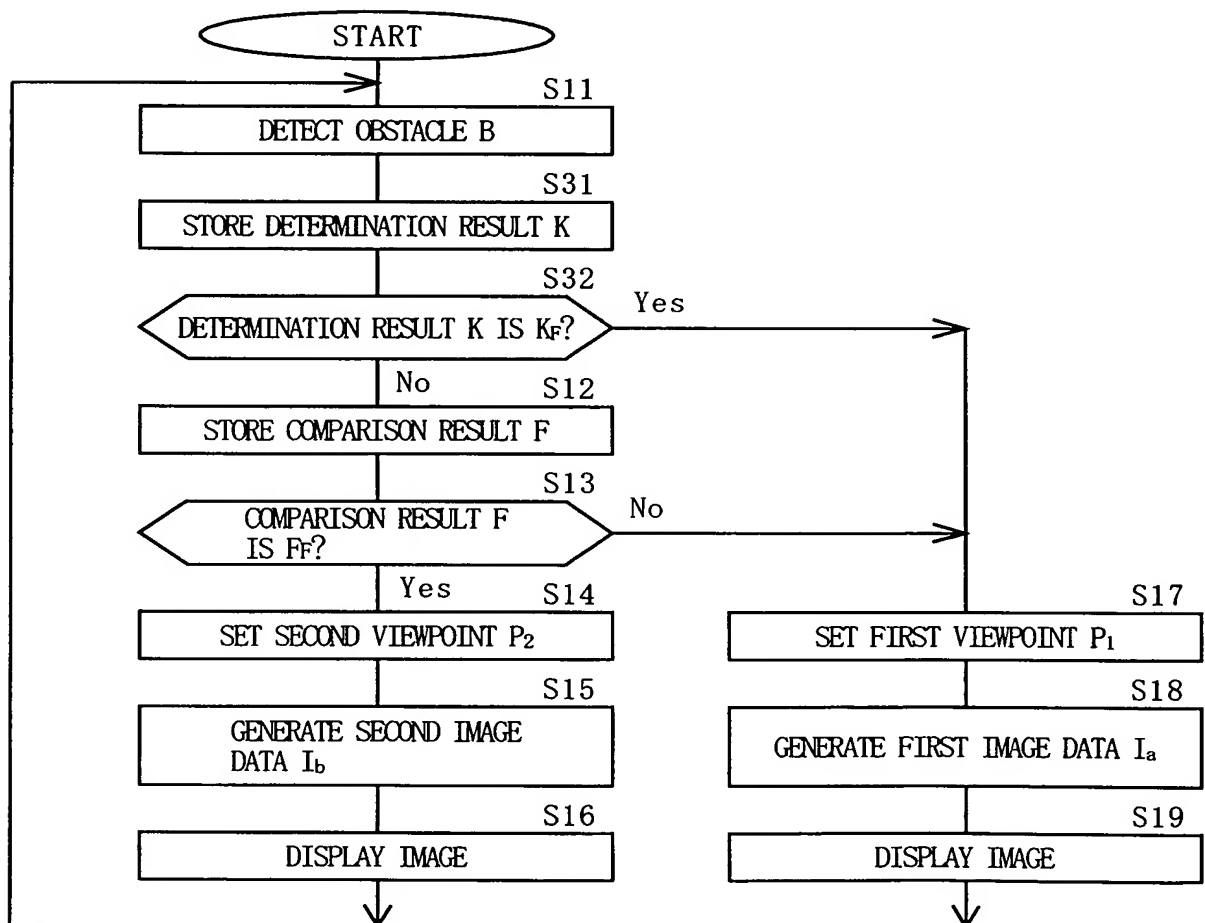 START
S11
DETECT OBSTACLE B
S31
STORE DETERMINATION RESULT K
S32
DETERMINATION RESULT K IS KF?
Yes
No
S12
STORE COMPARISON RESULT F
S13
COMPARISON RESULT F
IS FF?
No
Yes
S14
SET SECOND VIEWPOINT P2
S17
SET FIRST VIEWPOINT P1
S15
GENERATE SECOND IMAGE
DATA Ib
S18
GENERATE FIRST IMAGE DATA Ia
S16
DISPLAY IMAGE
S19
DISPLAY IMAGE